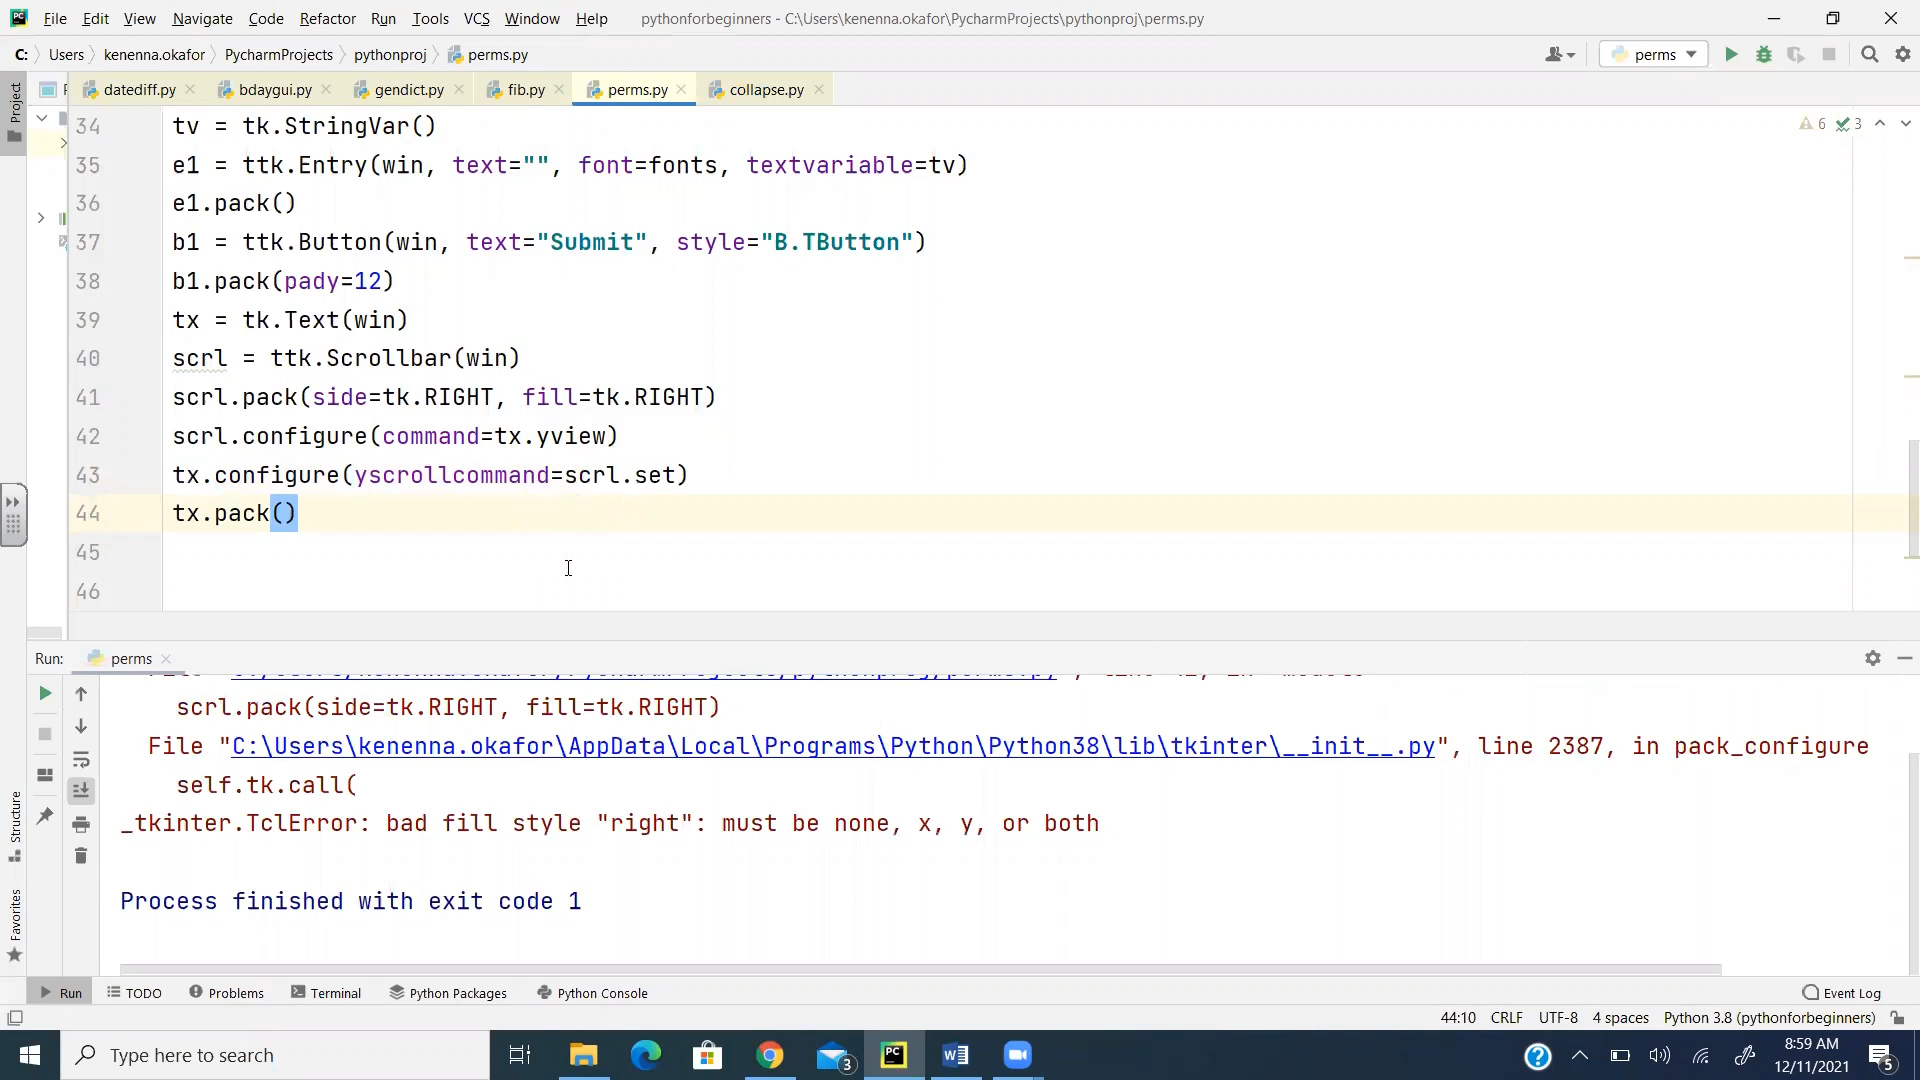 File Edit View Navigate Code Refactor Run Tools VCS Window Help pythonforbeginners - C:\Users\kenenna.okafor\PycharmProjects\pythonproj\perms.py
C: Users kenenna.okafor PycharmProjects pythonproj perms.py perms
Project
datediff.py bdaygui.py gendict.py fib.py perms.py collapse.py
34 tv = tk.StringVar() 6 3
35 e1 = ttk.Entry(win, text="", font=fonts, textvariable=tv)
36 e1.pack()
37 b1 = ttk.Button(win, text="Submit", style="B.TButton")
38 b1.pack(pady=12)
39 tx = tk.Text(win)
40 scrl = ttk.Scrollbar(win)
41 scrl.pack(side=tk.RIGHT, fill=tk.RIGHT)
42 scrl.configure(command=tx.yview)
43 tx.configure(yscrollcommand=scrl.set)
44 tx.pack()
45
46
Run: perms
scrl.pack(side=tk.RIGHT, fill=tk.RIGHT)
File "C:\Users\kenenna.okafor\AppData\Local\Programs\Python\Python38\lib\tkinter\__init__.py", line 2387, in pack_configure
self.tk.call(
_tkinter.TclError: bad fill style "right": must be none, x, y, or both
Process finished with exit code 1
Structure
Favorites
Run TODO Problems Terminal Python Packages Python Console Event Log
44:10 CRLF UTF-8 4 spaces Python 3.8 (pythonforbeginners)
Type here to search 3
8:59 AM
12/11/2021 5